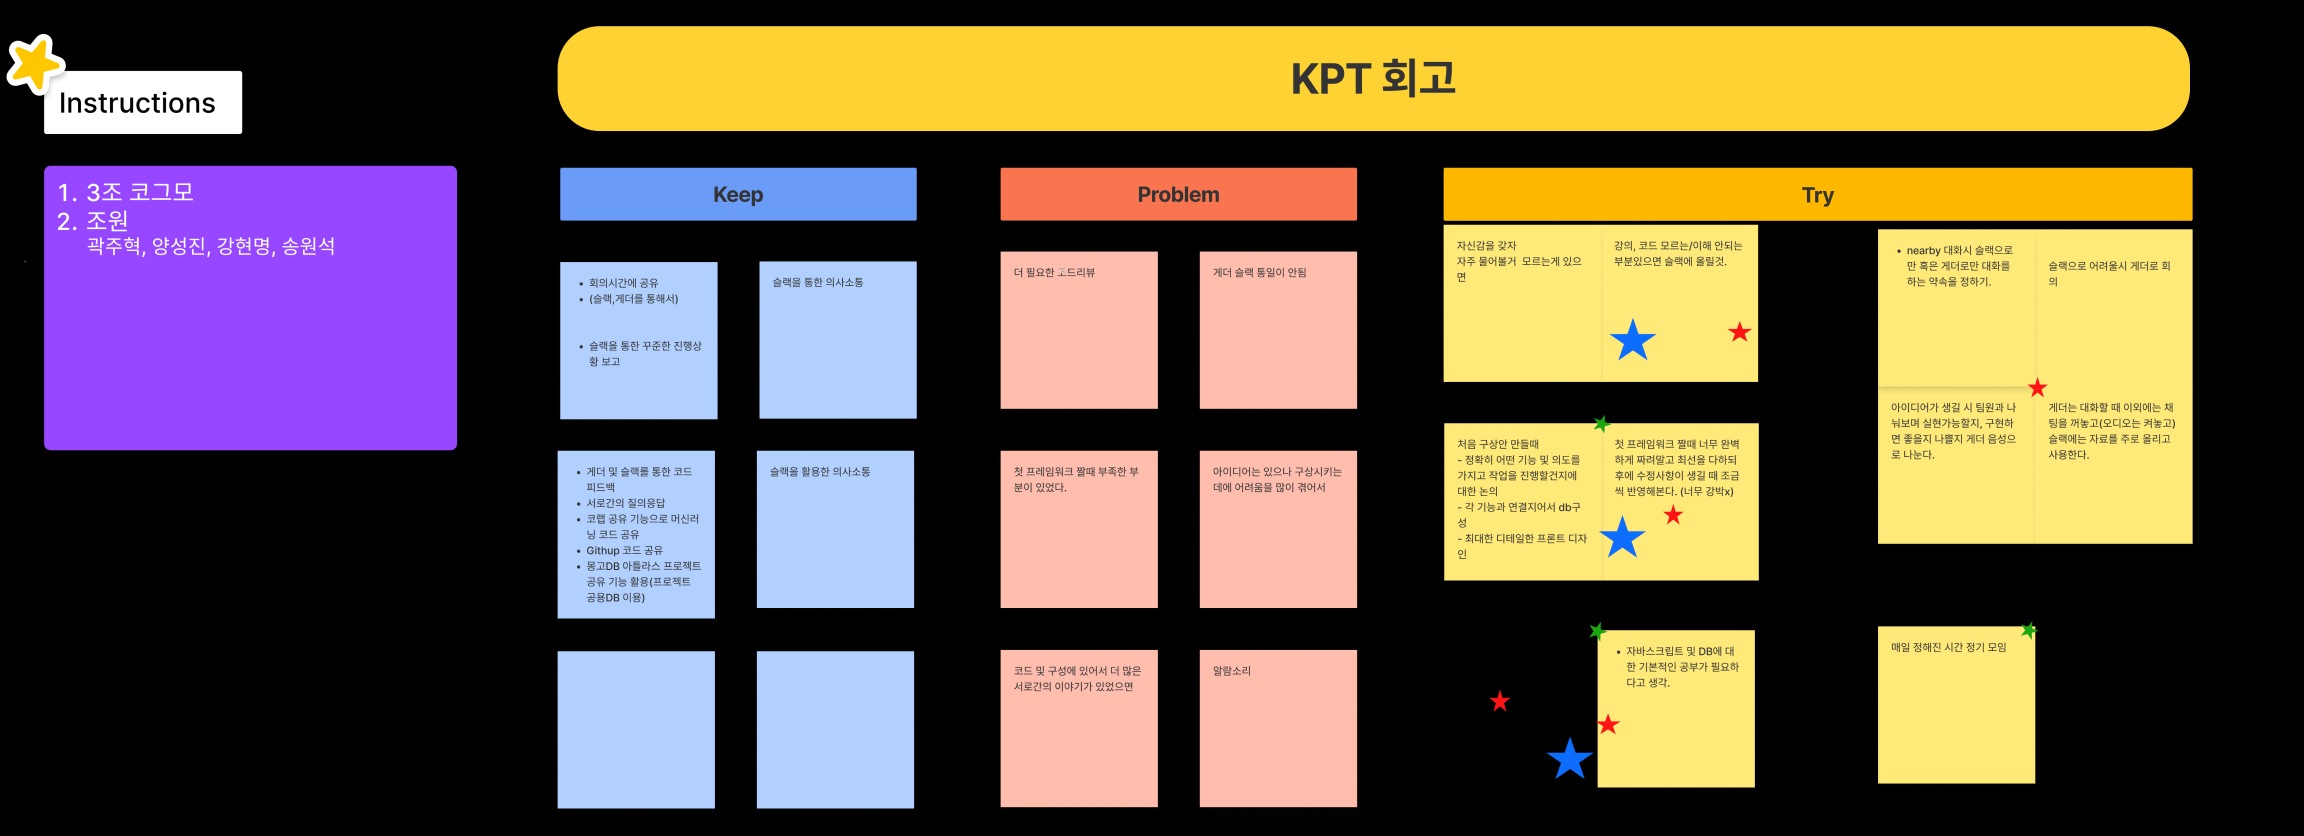 KPT 회고
Instructions
1. 3조 코그모
2. 조원
곽주혁, 양성진, 강현명, 송원석
Keep
• 회의시간에 공유
• (슬랙,게더를 통해서)
• 슬랙을 통한 꾸준한 진행상
황 보고
슬랙을 통한 의사소통
• 게더 및 슬랙를 통한 코드
피드백
• 서로간의 질의응답
• 코랩 공유 기능으로 머신러
닝 코드 공유
• Githup 코드 공유
• 몽고DB 아틀라스 프로젝트
공유 기능 활용(프로젝트
공용DB 이용)
슬랙을 활용한 의사소통
Problem
더 필요한 고드리뷰
게더 슬랙 통일이 안됨
첫 프레임워크 짤때 부족한 부
분이 있었다.
아이디어는 있으나 구상시키는
데에 어려움을 많이 겪어서
코드 및 구성에 있어서 더 많은
서로간의 이야기가 있었으면
알람소리
Try
자신감을 갖자
자주 물어볼거 모르는게 있으
면
강의, 코드 모르는/이해 안되는
부분있으면 슬랙에 올릴것.
• nearby 대화시 슬랙으로
만 혹은 게더로만 대화를
하는 약속을 정하기.
슬랙으로 어려울시 게더로 회
의
아이디어가 생길 시 팀원과 나
눠보며 실현가능할지, 구현하
면 좋을지 나쁠지 게더 음성으
로 나눈다.
게더는 대화할 때 이외에는 채
팅을 꺼놓고(오디오는 켜놓고)
슬랙에는 자료를 주로 올리고
사용한다.
처음 구상안 만들때
- 정확히 어떤 기능 및 의도를
가지고 작업을 진행할건지에
대한 논의
- 각 기능과 연결지어서 db구
성
- 최대한 디테일한 프론트 디자
인
첫 프레임워크 짤때 너무 완벽
하게 짜려말고 최선을 다하되
후에 수정사항이 생길 때 조금
씩 반영해본다. (너무 강박x)
• 자바스크립트 및 DB에 대
한 기본적인 공부가 필요하
다고 생각.
매일 정해진 시간 정기 모임